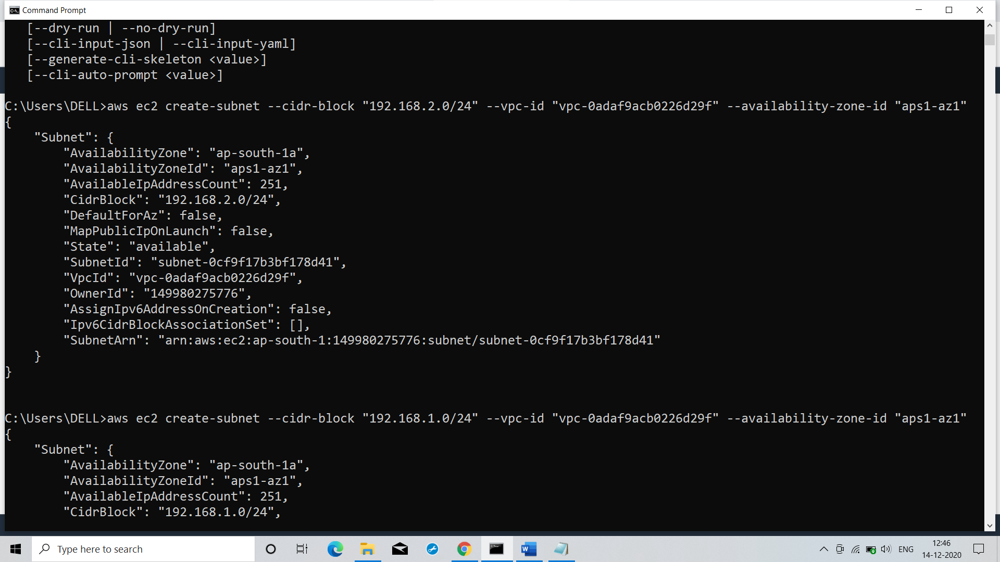 Command Prompt
[--dry-run | --no-dry-run]
[--cli-input-json | --cli-input-yaml]
[--generate-cli-skeleton <value>]
[--cli-auto-prompt <value>]
C:\Users\DELL>aws ec2 create-subnet --cidr-block "192.168.2.0/24" --vpc-id "vpc-0adaf9acb0226d29f" --availability-zone-id "aps1-az1"
{
    "Subnet": {
        "AvailabilityZone": "ap-south-1a",
        "AvailabilityZoneId": "aps1-az1",
        "AvailableIpAddressCount": 251,
        "CidrBlock": "192.168.2.0/24",
        "DefaultForAz": false,
        "MapPublicIpOnLaunch": false,
        "State": "available",
        "SubnetId": "subnet-0cf9f17b3bf178d41",
        "VpcId": "vpc-0adaf9acb0226d29f",
        "OwnerId": "149980275776",
        "AssignIpv6AddressOnCreation": false,
        "Ipv6CidrBlockAssociationSet": [],
        "SubnetArn": "arn:aws:ec2:ap-south-1:149980275776:subnet/subnet-0cf9f17b3bf178d41"
    }
}
C:\Users\DELL>aws ec2 create-subnet --cidr-block "192.168.1.0/24" --vpc-id "vpc-0adaf9acb0226d29f" --availability-zone-id "aps1-az1"
{
    "Subnet": {
        "AvailabilityZone": "ap-south-1a",
        "AvailabilityZoneId": "aps1-az1",
        "AvailableIpAddressCount": 251,
        "CidrBlock": "192.168.1.0/24",
Type here to search
ENG
12:46
14-12-2020